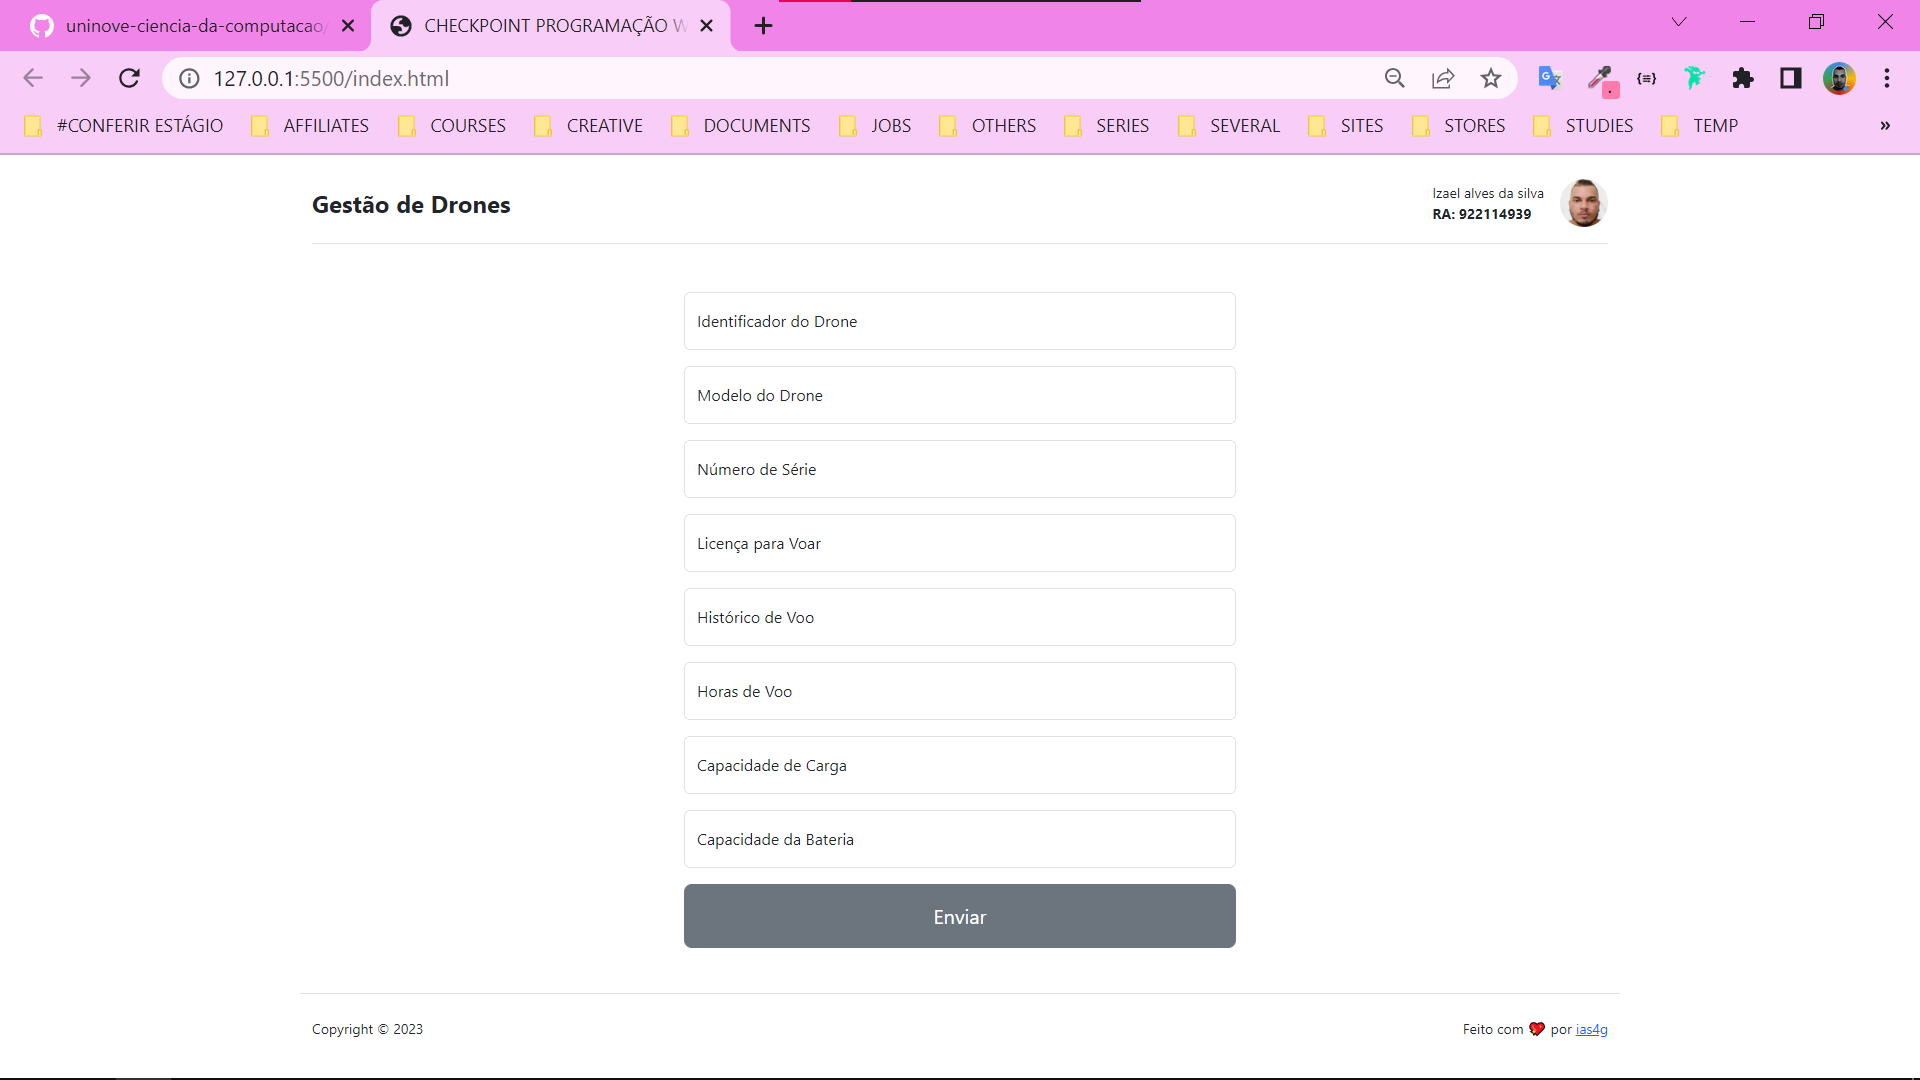 uninove-ciencia-da-computacao/
CHECKPOINT PROGRAMAÇÃO W
127.0.0.1:5500/index.html
#CONFERIR ESTÁGIO AFFILIATES COURSES CREATIVE DOCUMENTS JOBS OTHERS SERIES SEVERAL SITES STORES STUDIES TEMP »
Gestão de Drones
Izael alves da silva
RA: 922114939
Identificador do Drone
Modelo do Drone
Número de Série
Licença para Voar
Histórico de Voo
Horas de Voo
Capacidade de Carga
Capacidade da Bateria
Enviar
Copyright © 2023
Feito com 💖 por ias4g